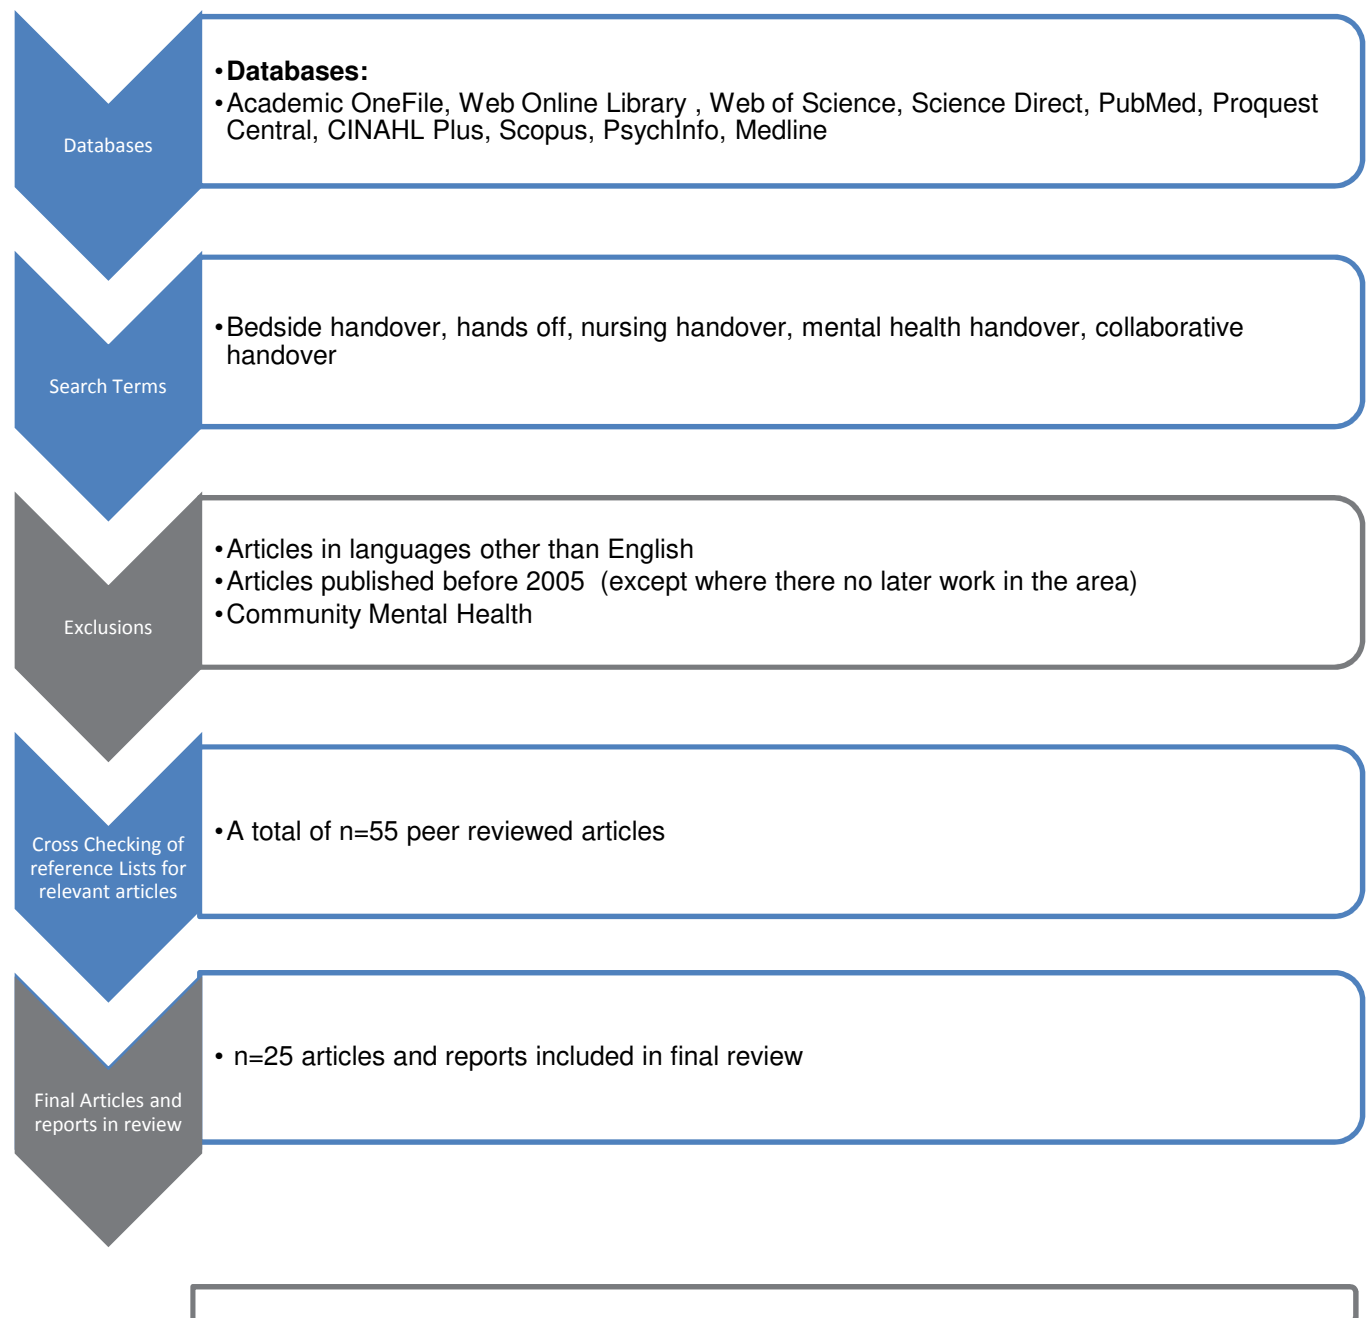 Databases
•Databases:
•Academic OneFile, Web Online Library , Web of Science, Science Direct, PubMed, Proquest
Central, CINAHL Plus, Scopus, PsychInfo, Medline
Search Terms
•Bedside handover, hands off, nursing handover, mental health handover, collaborative
handover
Exclusions
•Articles in languages other than English
•Articles published before 2005  (except where there no later work in the area)
•Community Mental Health
Cross Checking of
reference Lists for
relevant articles
•A total of n=55 peer reviewed articles
Final Articles and
reports in review
• n=25 articles and reports included in final review